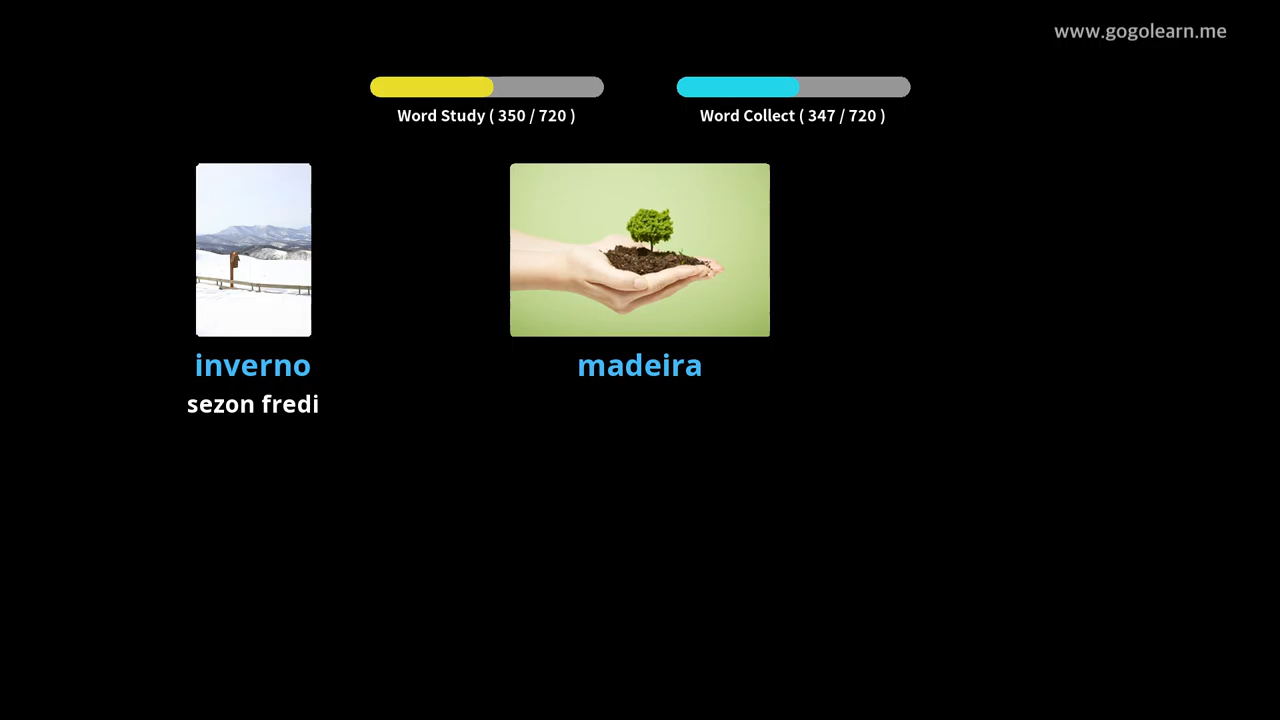 www.gogolearn.me
Word Study ( 350 / 720 )
Word Collect ( 347 / 720 )
inverno
madeira
sezon fredi